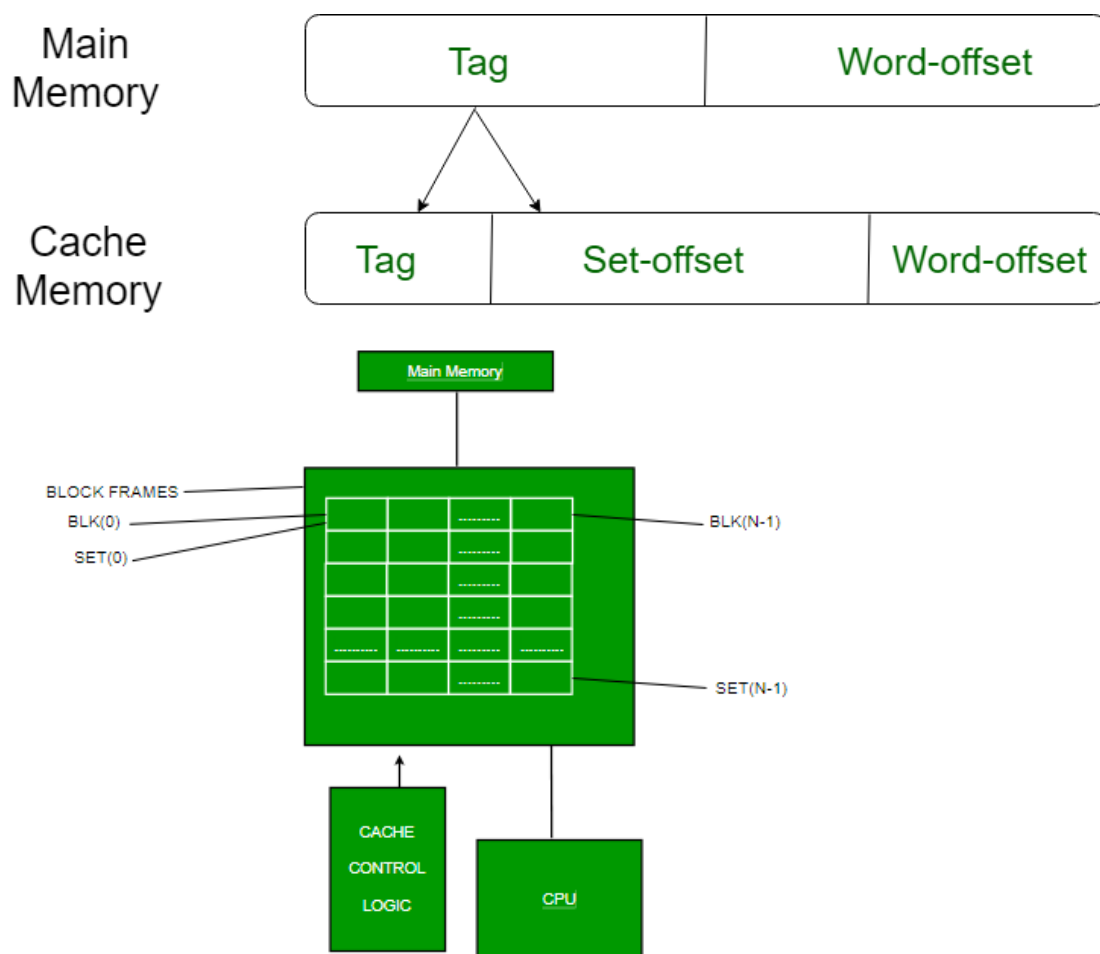 Main
Memory
Tag
Word-offset
Cache
Memory
Tag
Set-offset
Word-offset
Main Memory
BLOCK FRAMES
BLK(0)
SET(0)
BLK(N-1)
SET(N-1)
---------
---------
---------
---------
---------- ---------- --------- ----------
---------
CACHE
CONTROL
LOGIC
CPU